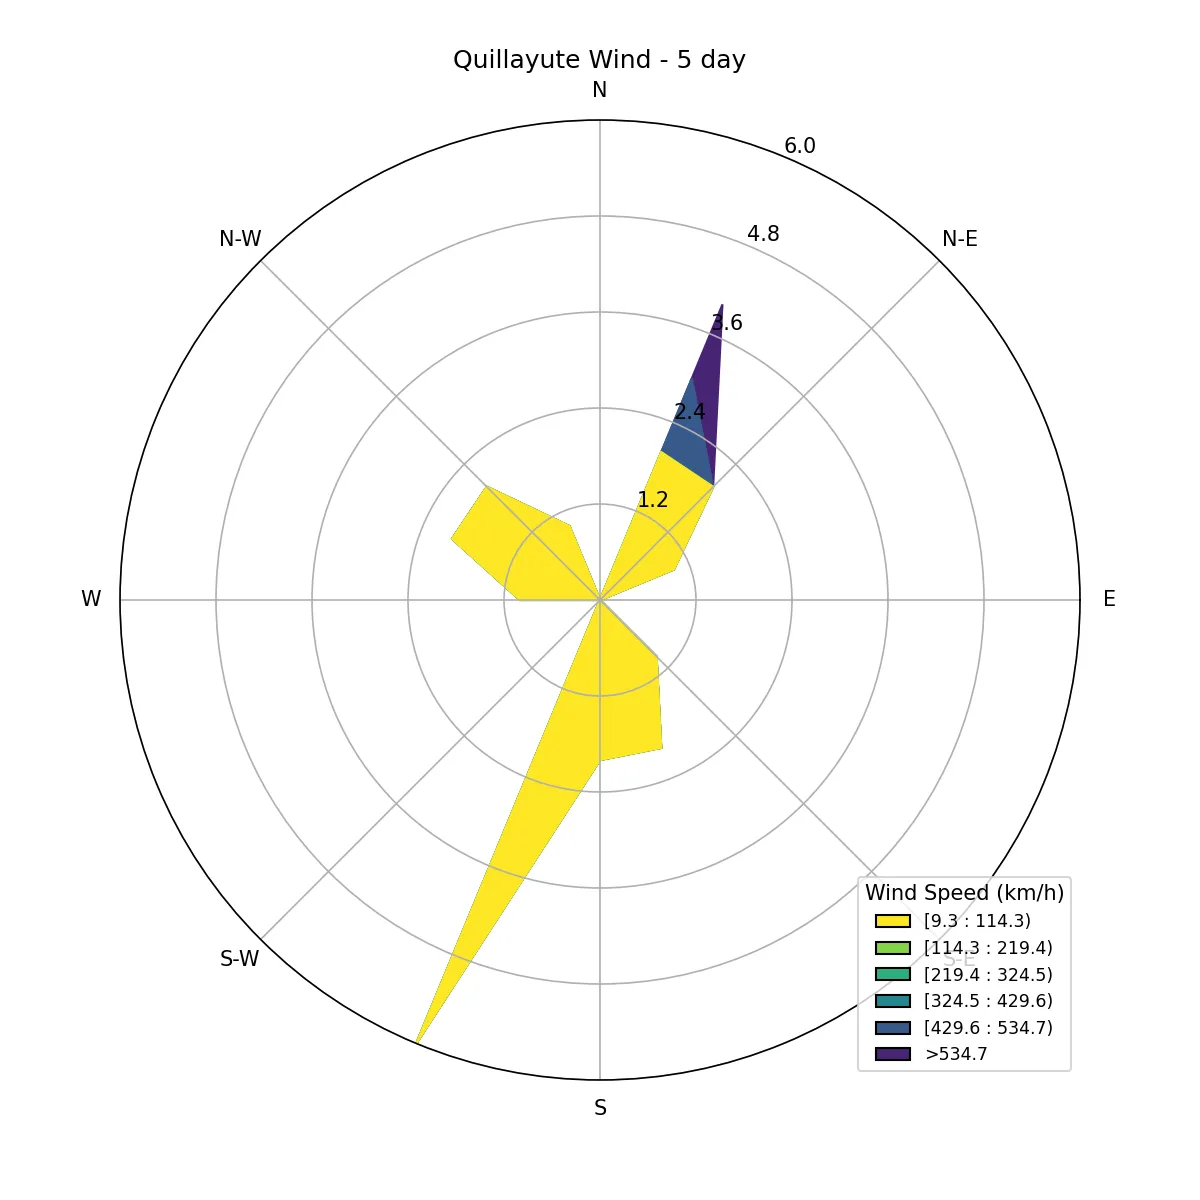 Quillayute Wind - 5 day
N
6.0
4.8
N-W
N-E
3.6
2.4
1.2
W
E
Wind Speed (km/h)
[9.3 : 114.3)
[114.3 : 219.4)
S-W
S-E
[219.4 : 324.5)
[324.5 : 429.6)
[429.6 : 534.7)
>534.7
S